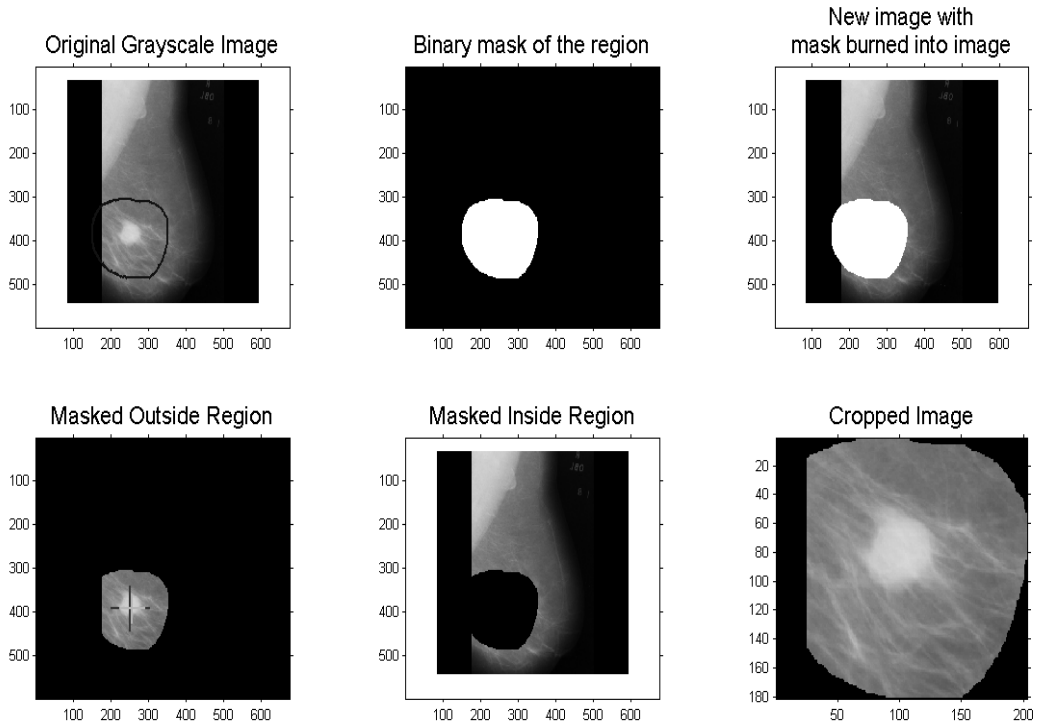 Original Grayscale Image
Binary mask of the region
New image with
mask burned into image
100
200
300
400
500
100 200 300 400 500 600
100
200
300
400
500
100 200 300 400 500 600
100
200
300
400
500
100 200 300 400 500 600
Masked Outside Region
Masked Inside Region
Cropped Image
100
200
300
400
500
100 200 300 400 500 600
100
200
300
400
500
100 200 300 400 500 600
20
40
60
80
100
120
140
160
180
50 100 150 200